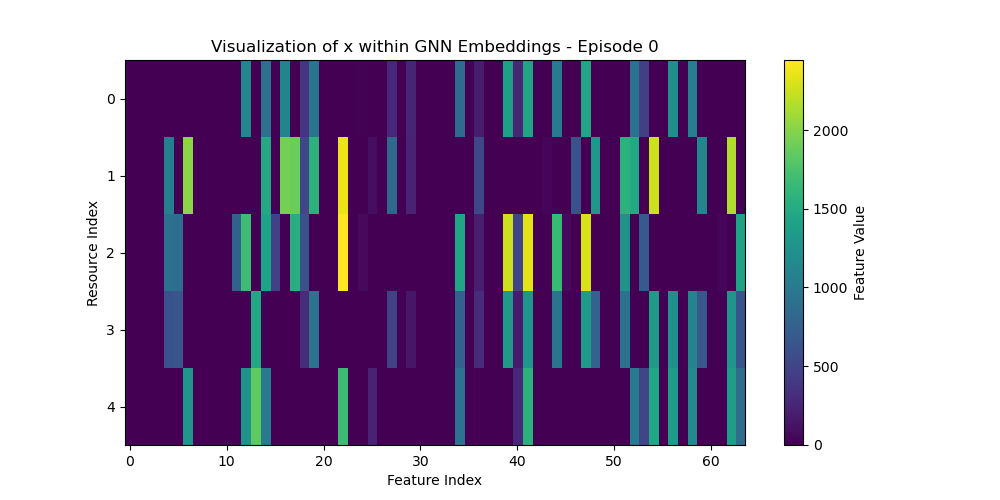 Visualization of x within GNN Embeddings - Episode 0
Resource Index
0
1
2
3
4
0 10 20 30 40 50 60
Feature Index
2000
1500
1000
500
0
Feature Value